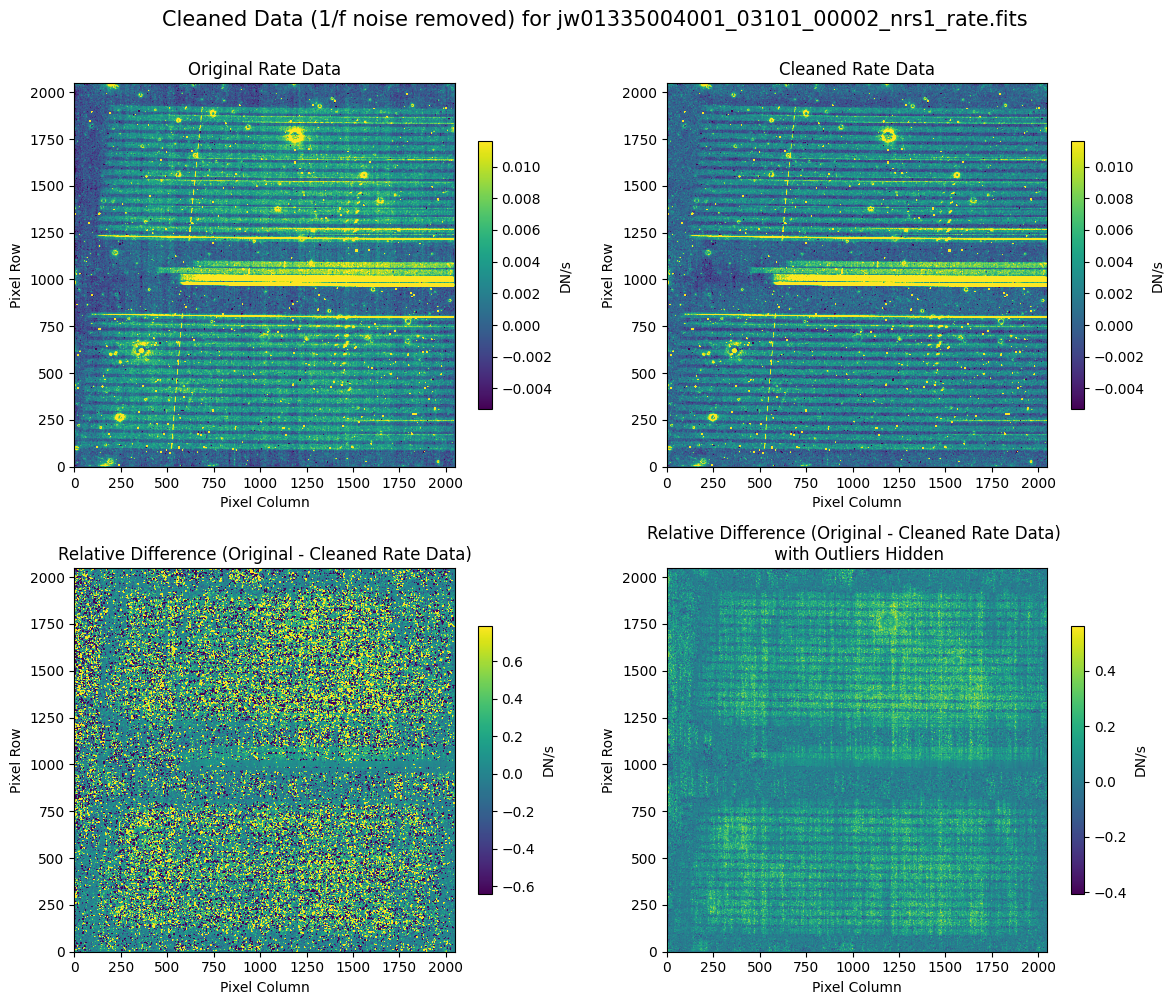 Cleaned Data (1/f noise removed) for jw01335004001_03101_00002_nrs1_rate.fits
Original Rate Data
Pixel Row
2000
1750
1500
1250
1000
750
500
250
0
0 250 500 750 1000 1250 1500 1750 2000
Pixel Column
0.010
0.008
0.006
0.004
0.002
0.000
−0.002
−0.004
DN/s
Cleaned Rate Data
Pixel Row
2000
1750
1500
1250
1000
750
500
250
0
0 250 500 750 1000 1250 1500 1750 2000
Pixel Column
0.010
0.008
0.006
0.004
0.002
0.000
−0.002
−0.004
DN/s
Relative Difference (Original - Cleaned Rate Data)
Pixel Row
2000
1750
1500
1250
1000
750
500
250
0
0 250 500 750 1000 1250 1500 1750 2000
Pixel Column
0.6
0.4
0.2
0.0
−0.2
−0.4
−0.6
DN/s
Relative Difference (Original - Cleaned Rate Data)
with Outliers Hidden
Pixel Row
2000
1750
1500
1250
1000
750
500
250
0
0 250 500 750 1000 1250 1500 1750 2000
Pixel Column
0.4
0.2
0.0
−0.2
−0.4
DN/s